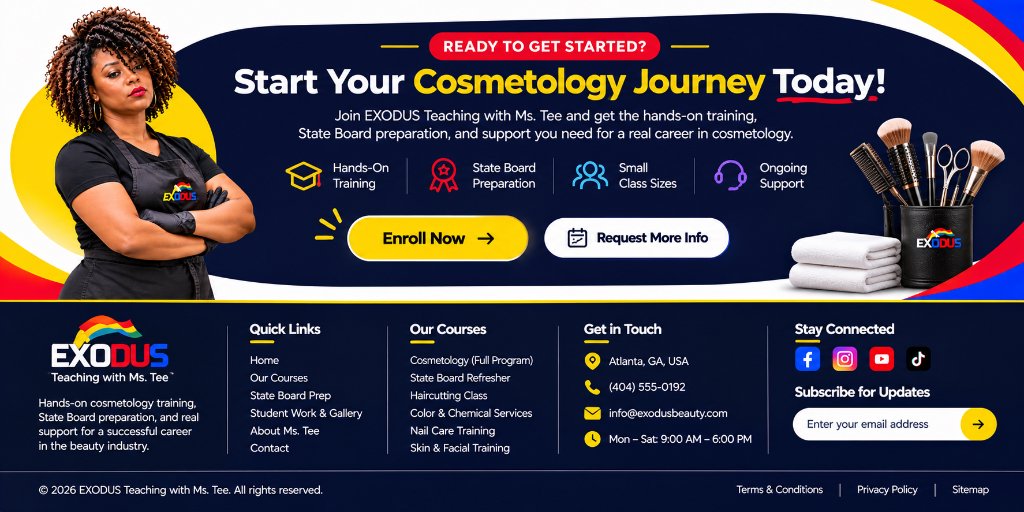 READY TO GET STARTED?
Start Your Cosmetology Journey Today!
Join EXODUS Teaching with Ms. Tee and get the hands-on training,
State Board preparation, and support you need for a real career in cosmetology.
Hands-On
Training
State Board
Preparation
Small
Class Sizes
Ongoing
Support
Enroll Now →
Request More Info
EXODUS
EXODUS
EXODUS
Teaching with Ms. Tee™
Hands-on cosmetology training,
State Board preparation, and real
support for a successful career
in the beauty industry.
Quick Links
Home
Our Courses
State Board Prep
Student Work & Gallery
About Ms. Tee
Contact
Our Courses
Cosmetology (Full Program)
State Board Refresher
Haircutting Class
Color & Chemical Services
Nail Care Training
Skin & Facial Training
Get in Touch
Atlanta, GA, USA
(404) 555-0192
info@exodusbeauty.com
Mon – Sat: 9:00 AM – 6:00 PM
Stay Connected
Subscribe for Updates
Enter your email address →
© 2026 EXODUS Teaching with Ms. Tee. All rights reserved.
Terms & Conditions | Privacy Policy | Sitemap